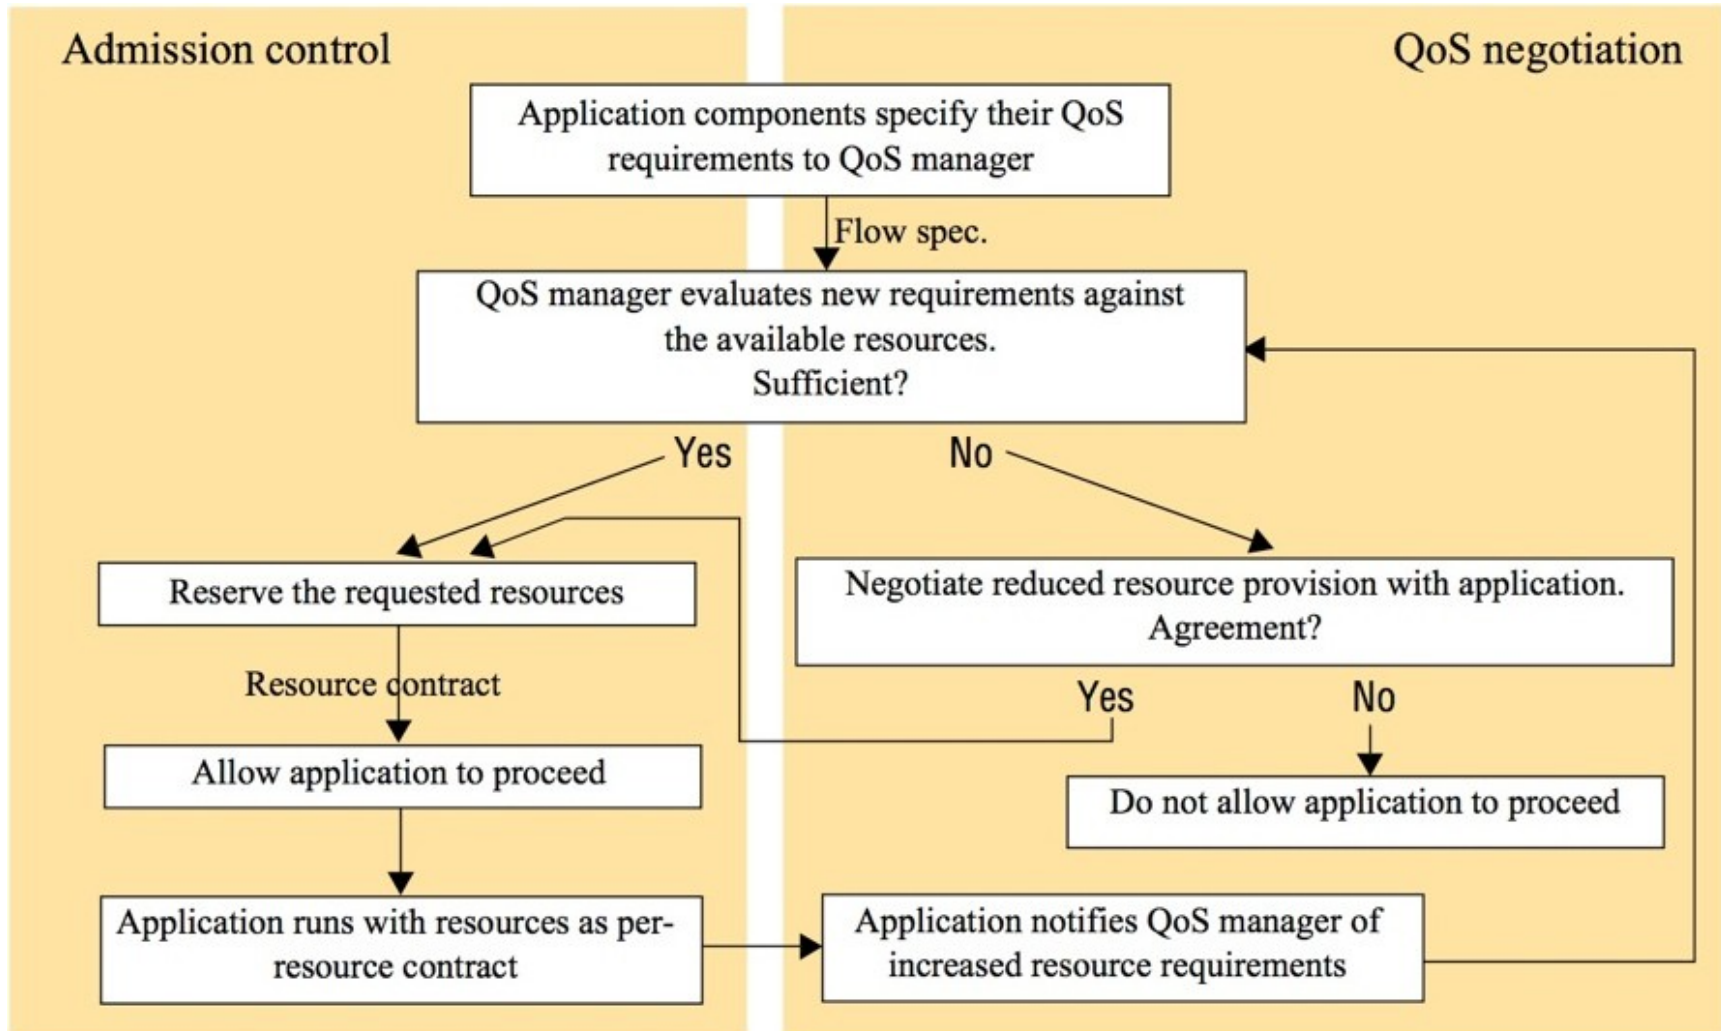 Admission control
QoS negotiation
Application components specify their QoS
requirements to QoS manager
Flow spec.
QoS manager evaluates new requirements against
the available resources.
Sufficient?
Yes
No
Reserve the requested resources
Negotiate reduced resource provision with application.
Agreement?
Resource contract
Yes
No
Allow application to proceed
Do not allow application to proceed
Application runs with resources as per-
resource contract
Application notifies QoS manager of
increased resource requirements